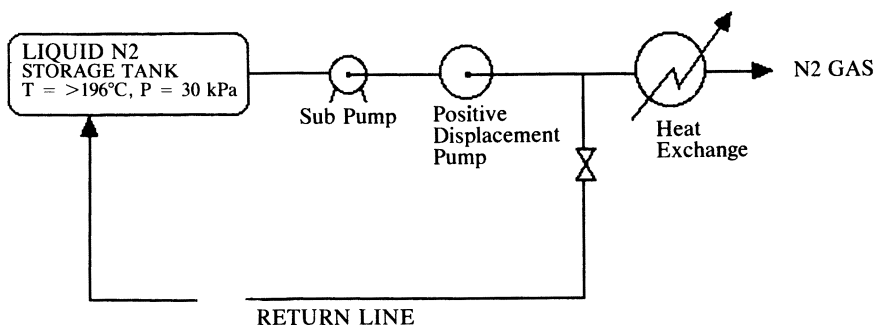 LIQUID N2
STORAGE TANK
T = >196°C, P = 30 kPa
Sub Pump
Positive
Displacement
Pump
Heat
Exchange
N2 GAS
RETURN LINE